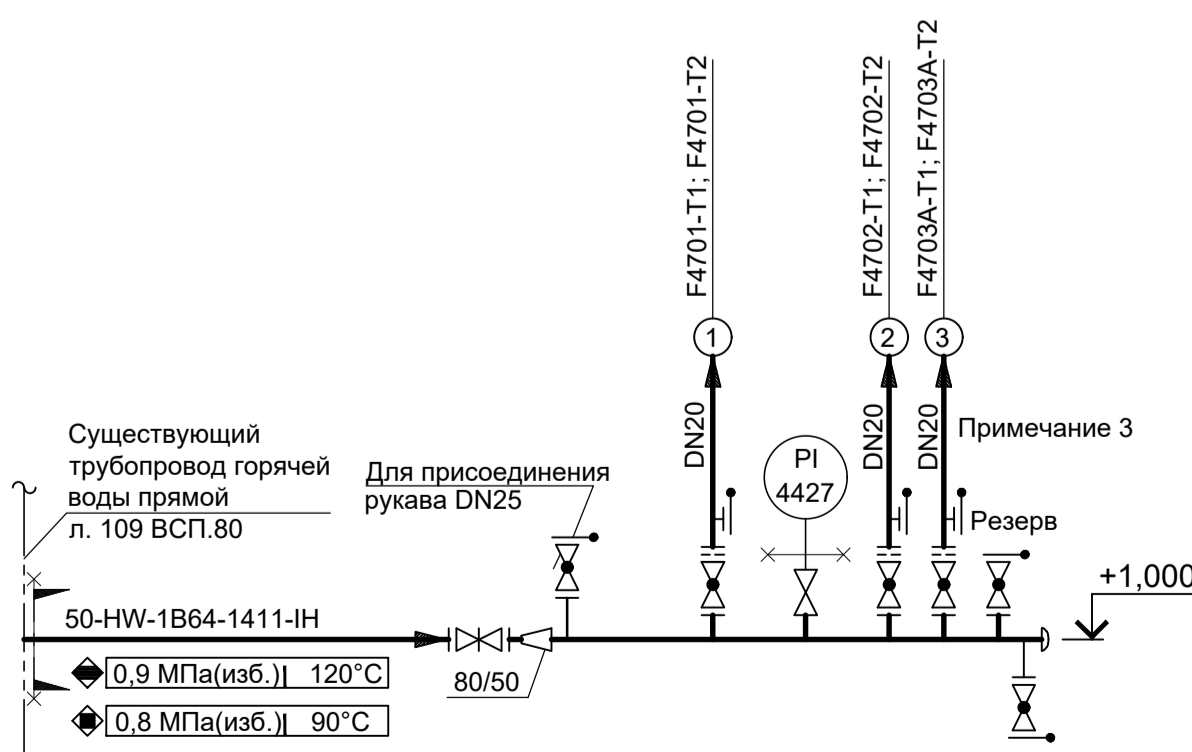 F4701-T1; F4701-T2
F4702-T1; F4702-T2
F4703A-T1; F4703A-T2
1
2
3
DN20
DN20
DN20
Примечание 3
PI
4427
Существующий
трубопровод горячей
воды прямой
л. 109 ВСП.80
Для присоединения
рукава DN25
Резерв
+1,000
50-HW-1B64-1411-IH
80/50
0,9 МПа(изб.) 120°C
0,8 МПа(изб.) 90°C